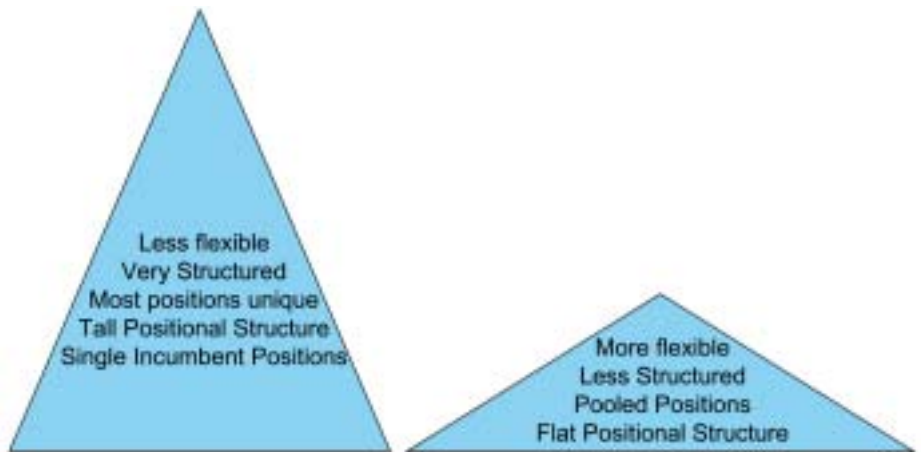 Less flexible
Very Structured
Most positions unique
Tall Positional Structure
Single Incumbent Positions
More flexible
Less Structured
Pooled Positions
Flat Positional Structure